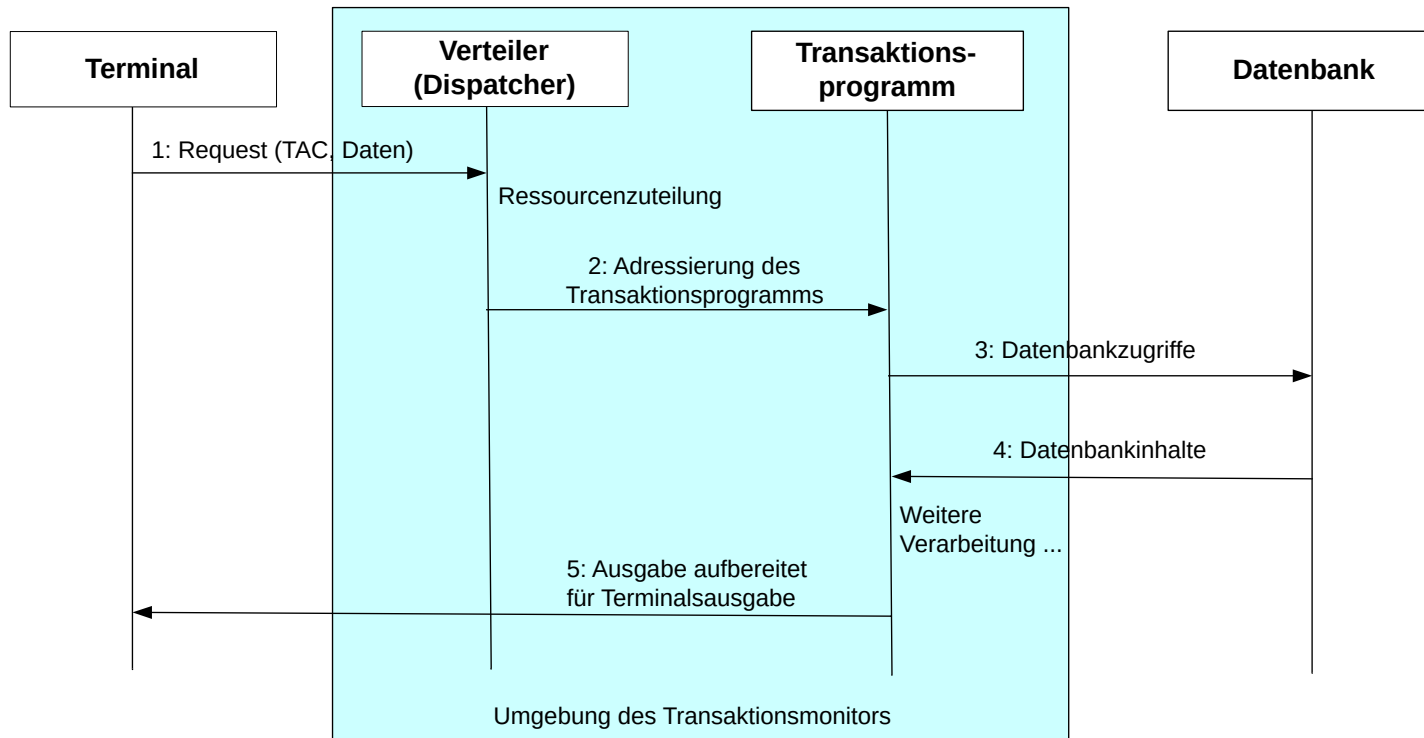 Terminal
Verteiler
(Dispatcher)
Transaktions-
programm
Datenbank
1: Request (TAC, Daten)
Ressourcenzuteilung
2: Adressierung des
Transaktionsprogramms
3: Datenbankzugriffe
4: Datenbankinhalte
Weitere
Verarbeitung ...
5: Ausgabe aufbereitet
für Terminalsausgabe
Umgebung des Transaktionsmonitors